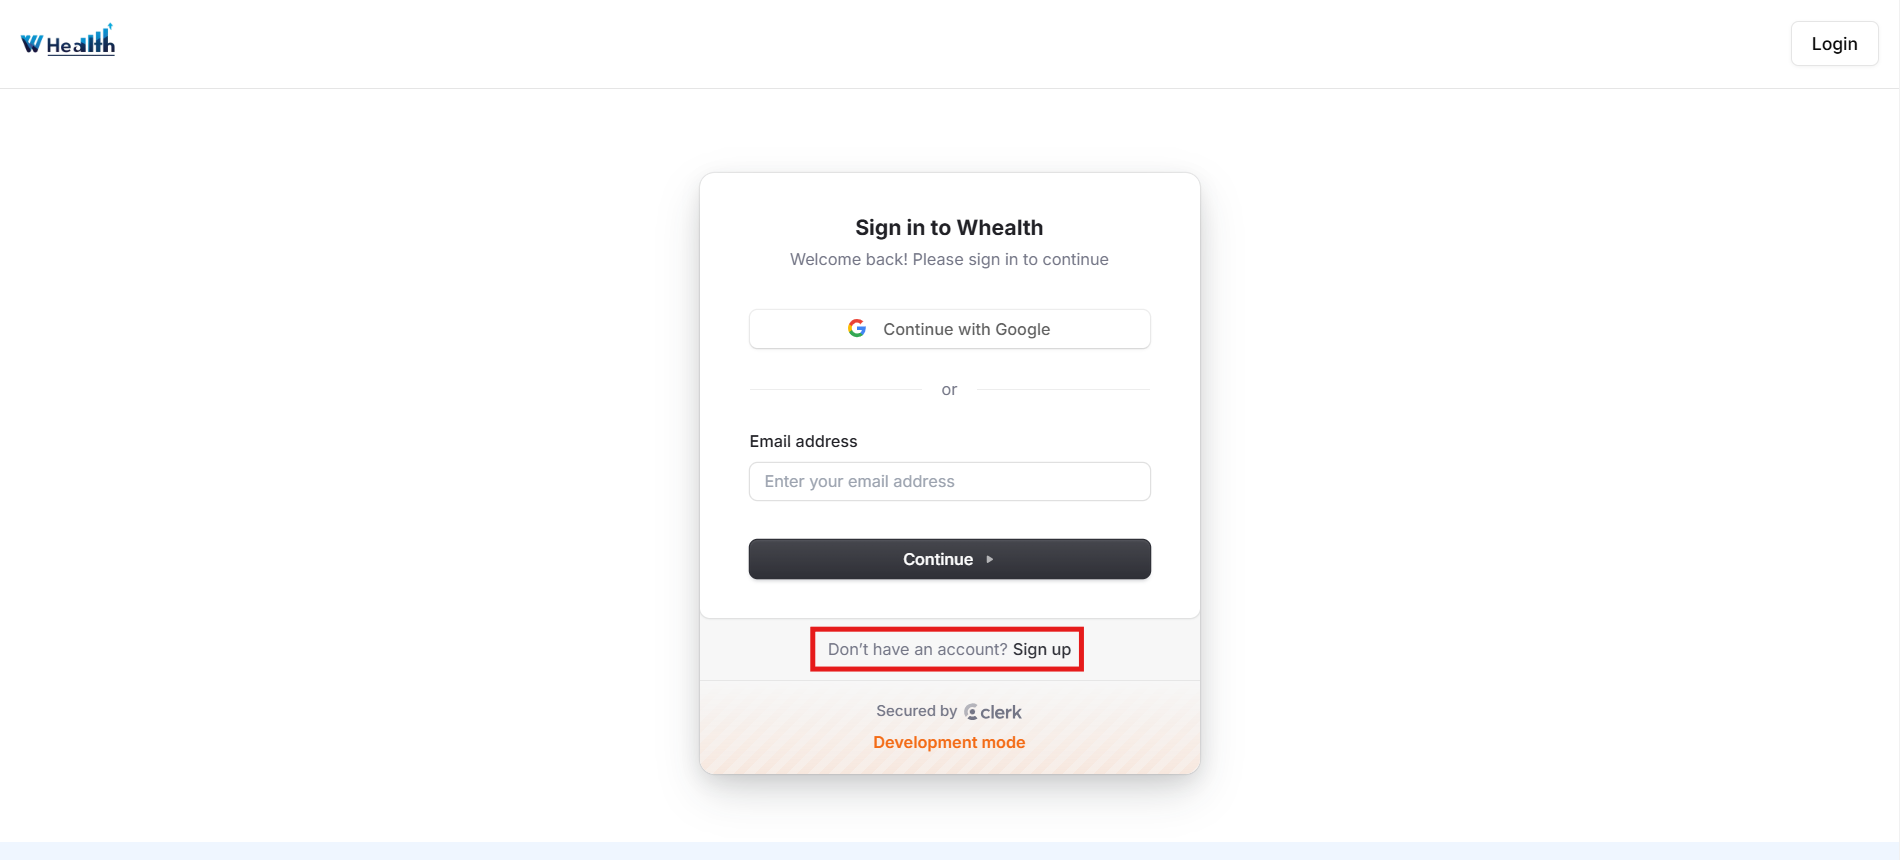 W Health
Login
Sign in to Whealth
Welcome back! Please sign in to continue
Continue with Google
or
Email address
Enter your email address
Continue
Don’t have an account? Sign up
Secured by clerk
Development mode